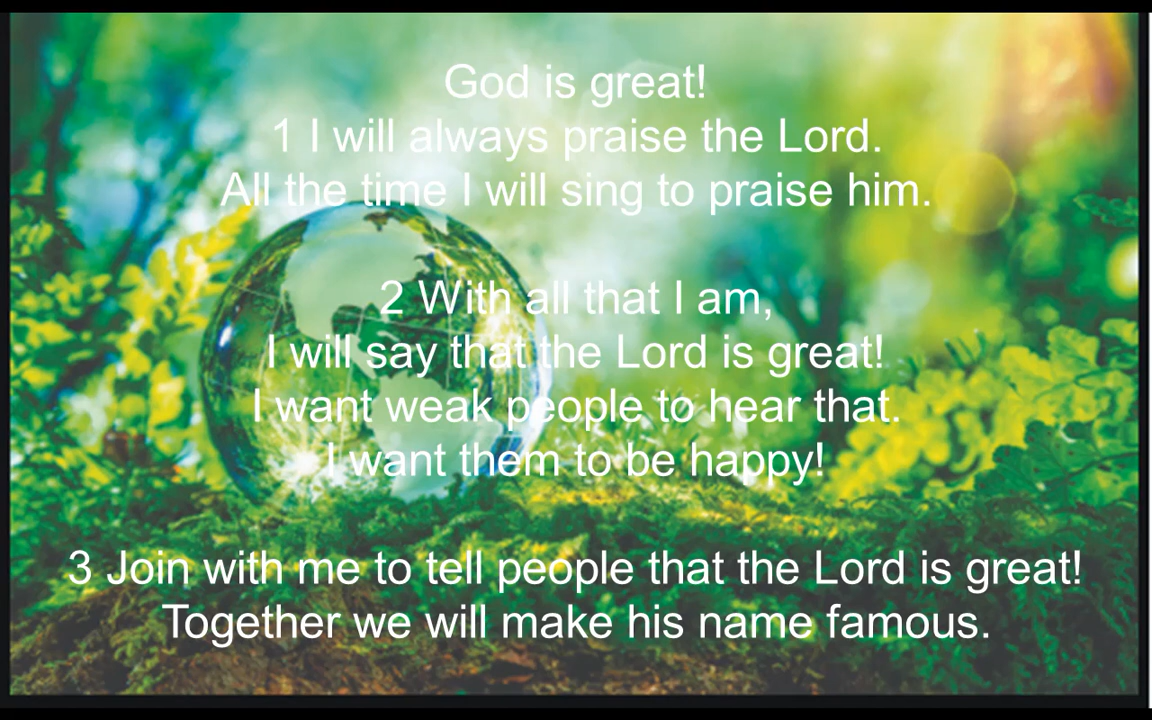 God is great!
1 I will always praise the Lord.
All the time I will sing to praise him.
2 With all that I am,
I will say that the Lord is great!
I want weak people to hear that.
I want them to be happy!
3 Join with me to tell people that the Lord is great!
Together we will make his name famous.